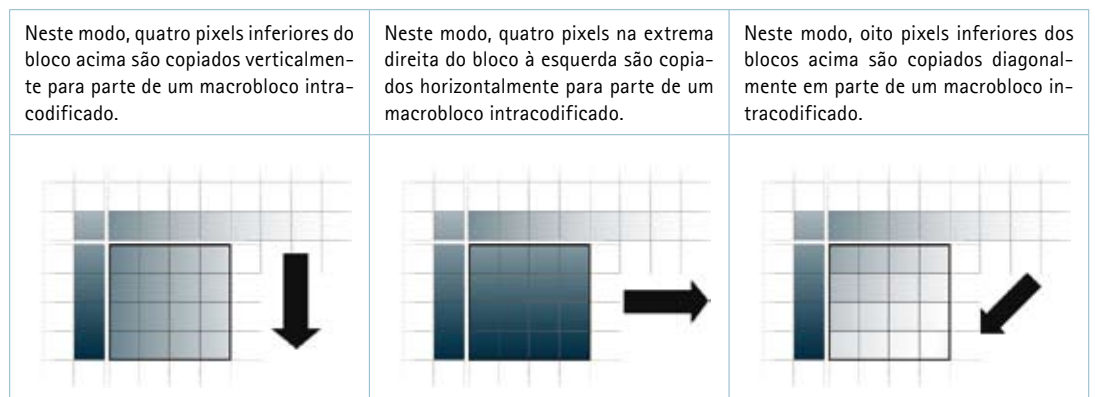 Neste modo, quatro pixels inferiores do
bloco acima são copiados verticalmen-
te para parte de um macrobloco intra-
codificado.
Neste modo, quatro pixels na extrema
direita do bloco à esquerda são copia-
dos horizontalmente para parte de um
macrobloco intracodificado.
Neste modo, oito pixels inferiores dos
blocos acima são copiados diagonal-
mente em parte de um macrobloco in-
tracodificado.